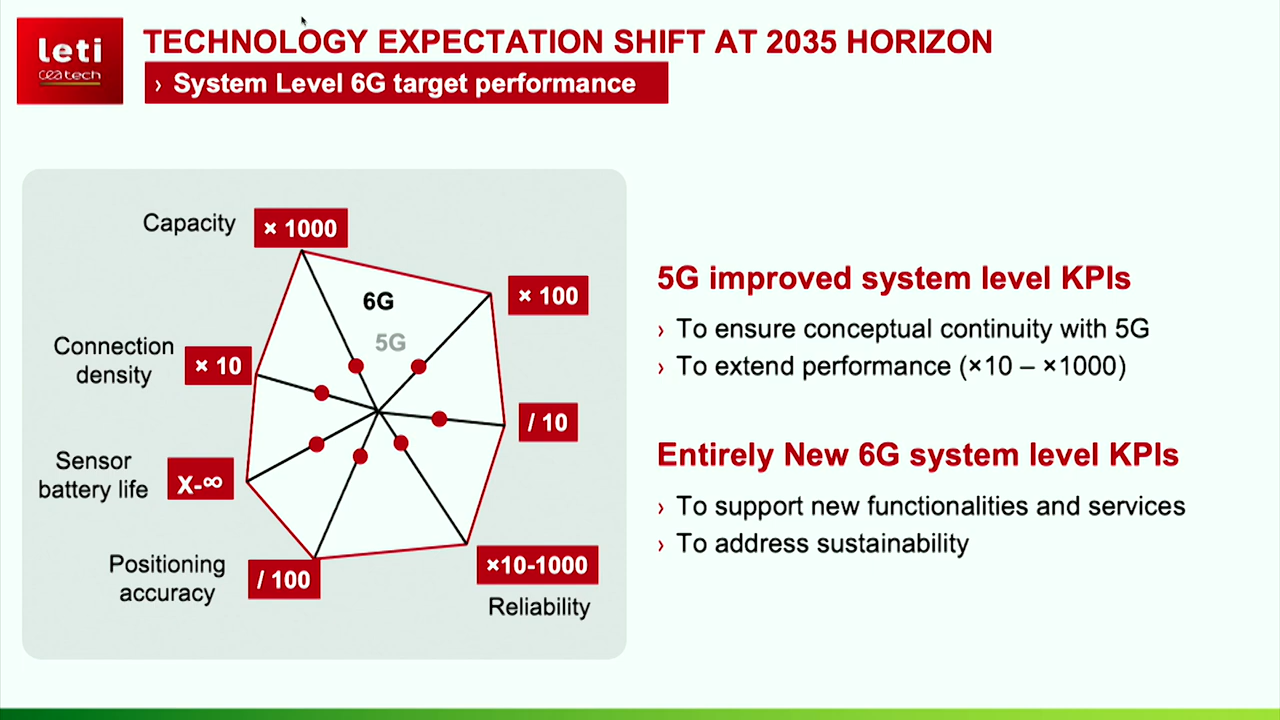 leti
ceatech
TECHNOLOGY EXPECTATION SHIFT AT 2035 HORIZON
› System Level 6G target performance
Capacity
× 1000
6G
5G
× 100
Connection
density
× 10
/ 10
Sensor
battery life
X-∞
Positioning
accuracy
/ 100
×10-1000
Reliability
5G improved system level KPIs
› To ensure conceptual continuity with 5G
› To extend performance (×10 – ×1000)
Entirely New 6G system level KPIs
› To support new functionalities and services
› To address sustainability